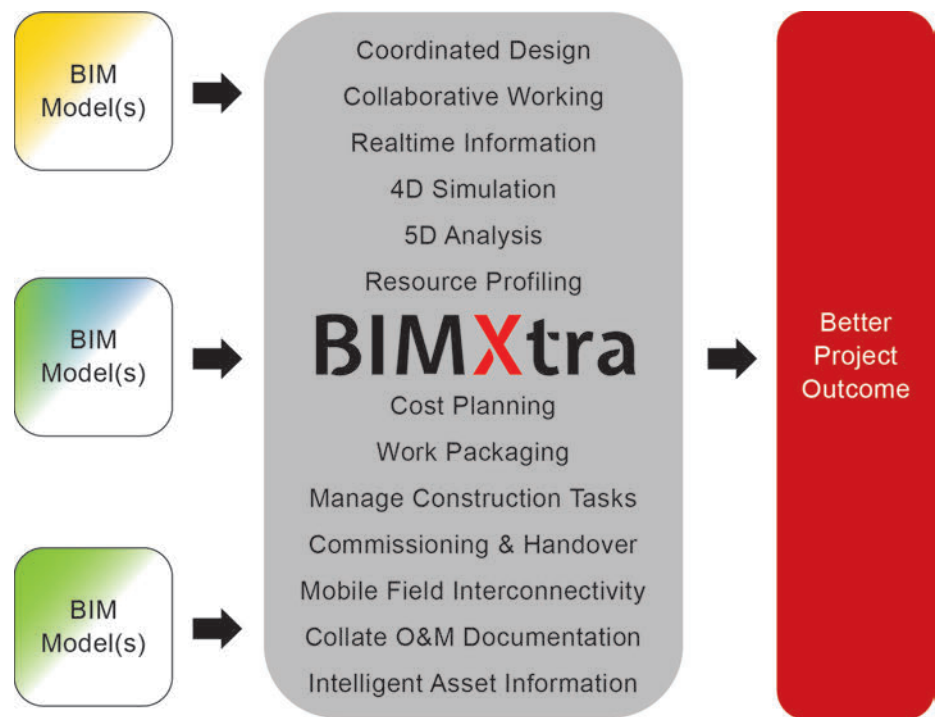 BIM
Model(s)
BIM
Model(s)
BIM
Model(s)
Coordinated Design
Collaborative Working
Realtime Information
4D Simulation
5D Analysis
Resource Profiling
BIMXtra
Cost Planning
Work Packaging
Manage Construction Tasks
Commissioning & Handover
Mobile Field Interconnectivity
Collate O&M Documentation
Intelligent Asset Information
Better
Project
Outcome